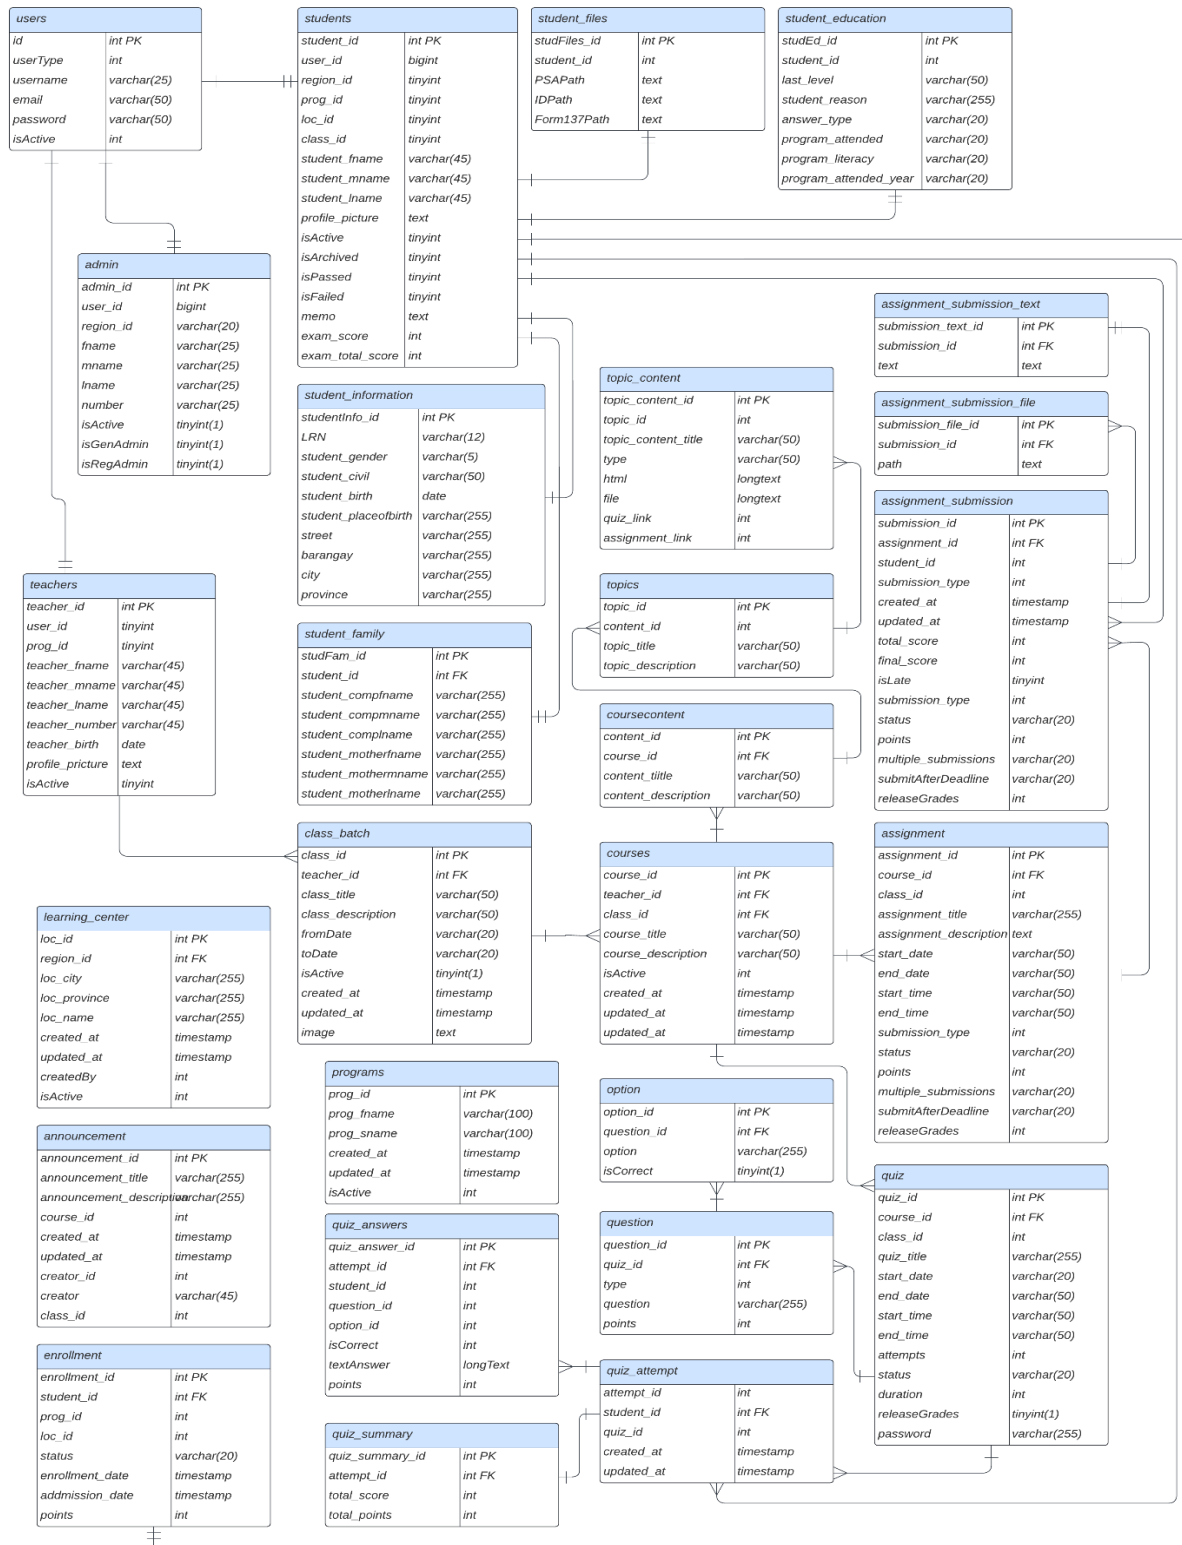 users
id int PK
userType int
username varchar(25)
email varchar(50)
password varchar(50)
isActive int
students
student_id int PK
user_id bigint
region_id tinyint
prog_id tinyint
loc_id tinyint
class_id tinyint
student_fname varchar(45)
student_mname varchar(45)
student_lname varchar(45)
profile_picture text
isActive tinyint
isArchived tinyint
isPassed tinyint
isFailed tinyint
memo text
exam_score int
exam_total_score int
student_files
studFiles_id int PK
student_id int
PSAPath text
IDPath text
Form137Path text
student_education
studEd_id int PK
student_id int
last_level varchar(50)
student_reason varchar(255)
answer_type varchar(20)
program_attended varchar(20)
program_literacy varchar(20)
program_attended_year varchar(20)
admin
admin_id int PK
user_id bigint
region_id varchar(20)
fname varchar(25)
mname varchar(25)
lname varchar(25)
number varchar(25)
isActive tinyint(1)
isGenAdmin tinyint(1)
isRegAdmin tinyint(1)
assignment_submission_text
submission_text_id int PK
submission_id int FK
text text
student_information
studentInfo_id int PK
LRN varchar(12)
student_gender varchar(5)
student_civil varchar(50)
student_birth date
student_placeofbirth varchar(255)
street varchar(255)
barangay varchar(255)
city varchar(255)
province varchar(255)
topic_content
topic_content_id int PK
topic_id int
topic_content_title varchar(50)
type varchar(50)
html longtext
file longtext
quiz_link int
assignment_link int
assignment_submission_file
submission_file_id int PK
submission_id int FK
path text
assignment_submission
submission_id int PK
assignment_id int FK
student_id int
submission_type int
created_at timestamp
updated_at timestamp
total_score int
final_score int
isLate tinyint
submission_type int
status varchar(20)
points int
multiple_submissions varchar(20)
submitAfterDeadline varchar(20)
releaseGrades int
teachers
teacher_id int PK
user_id tinyint
prog_id tinyint
teacher_fname varchar(45)
teacher_mname varchar(45)
teacher_lname varchar(45)
teacher_number varchar(45)
teacher_birth date
profile_pricture text
isActive tinyint
topics
topic_id int PK
content_id int
topic_title varchar(50)
topic_description varchar(50)
student_family
studFam_id int PK
student_id int FK
student_compfname varchar(255)
student_compmname varchar(255)
student_complname varchar(255)
student_motherfname varchar(255)
student_mothermname varchar(255)
student_motherlname varchar(255)
coursecontent
content_id int PK
course_id int FK
content_tiitle varchar(50)
content_description varchar(50)
class_batch
class_id int PK
teacher_id int FK
class_title varchar(50)
class_description varchar(50)
fromDate varchar(20)
toDate varchar(20)
isActive tinyint(1)
created_at timestamp
updated_at timestamp
image text
courses
course_id int PK
teacher_id int FK
class_id int FK
course_title varchar(50)
course_description varchar(50)
isActive int
created_at timestamp
updated_at timestamp
updated_at timestamp
assignment
assignment_id int PK
course_id int FK
class_id int
assignment_title varchar(255)
assignment_description text
start_date varchar(50)
end_date varchar(50)
start_time varchar(50)
end_time varchar(50)
submission_type int
status varchar(20)
points int
multiple_submissions varchar(20)
submitAfterDeadline varchar(20)
releaseGrades int
learning_center
loc_id int PK
region_id int FK
loc_city varchar(255)
loc_province varchar(255)
loc_name varchar(255)
created_at timestamp
updated_at timestamp
createdBy int
isActive int
programs
prog_id int PK
prog_fname varchar(100)
prog_sname varchar(100)
created_at timestamp
updated_at timestamp
isActive int
option
option_id int PK
question_id int FK
option varchar(255)
isCorrect tinyint(1)
announcement
announcement_id int PK
announcement_title varchar(255)
announcement_description varchar(255)
course_id int
created_at timestamp
updated_at timestamp
creator_id int
creator varchar(45)
class_id int
quiz_answers
quiz_answer_id int PK
attempt_id int FK
student_id int
question_id int
option_id int
isCorrect int
textAnswer longText
points int
question
question_id int PK
quiz_id int FK
type int
question varchar(255)
points int
quiz
quiz_id int PK
course_id int FK
class_id int
quiz_title varchar(255)
start_date varchar(20)
end_date varchar(50)
start_time varchar(50)
end_time varchar(50)
attempts int
status varchar(20)
duration int
releaseGrades tinyint(1)
password varchar(255)
enrollment
enrollment_id int PK
student_id int FK
prog_id int
loc_id int
status varchar(20)
enrollment_date timestamp
addmission_date timestamp
points int
quiz_summary
quiz_summary_id int PK
attempt_id int FK
total_score int
total_points int
quiz_attempt
attempt_id int
student_id int FK
quiz_id int
created_at timestamp
updated_at timestamp